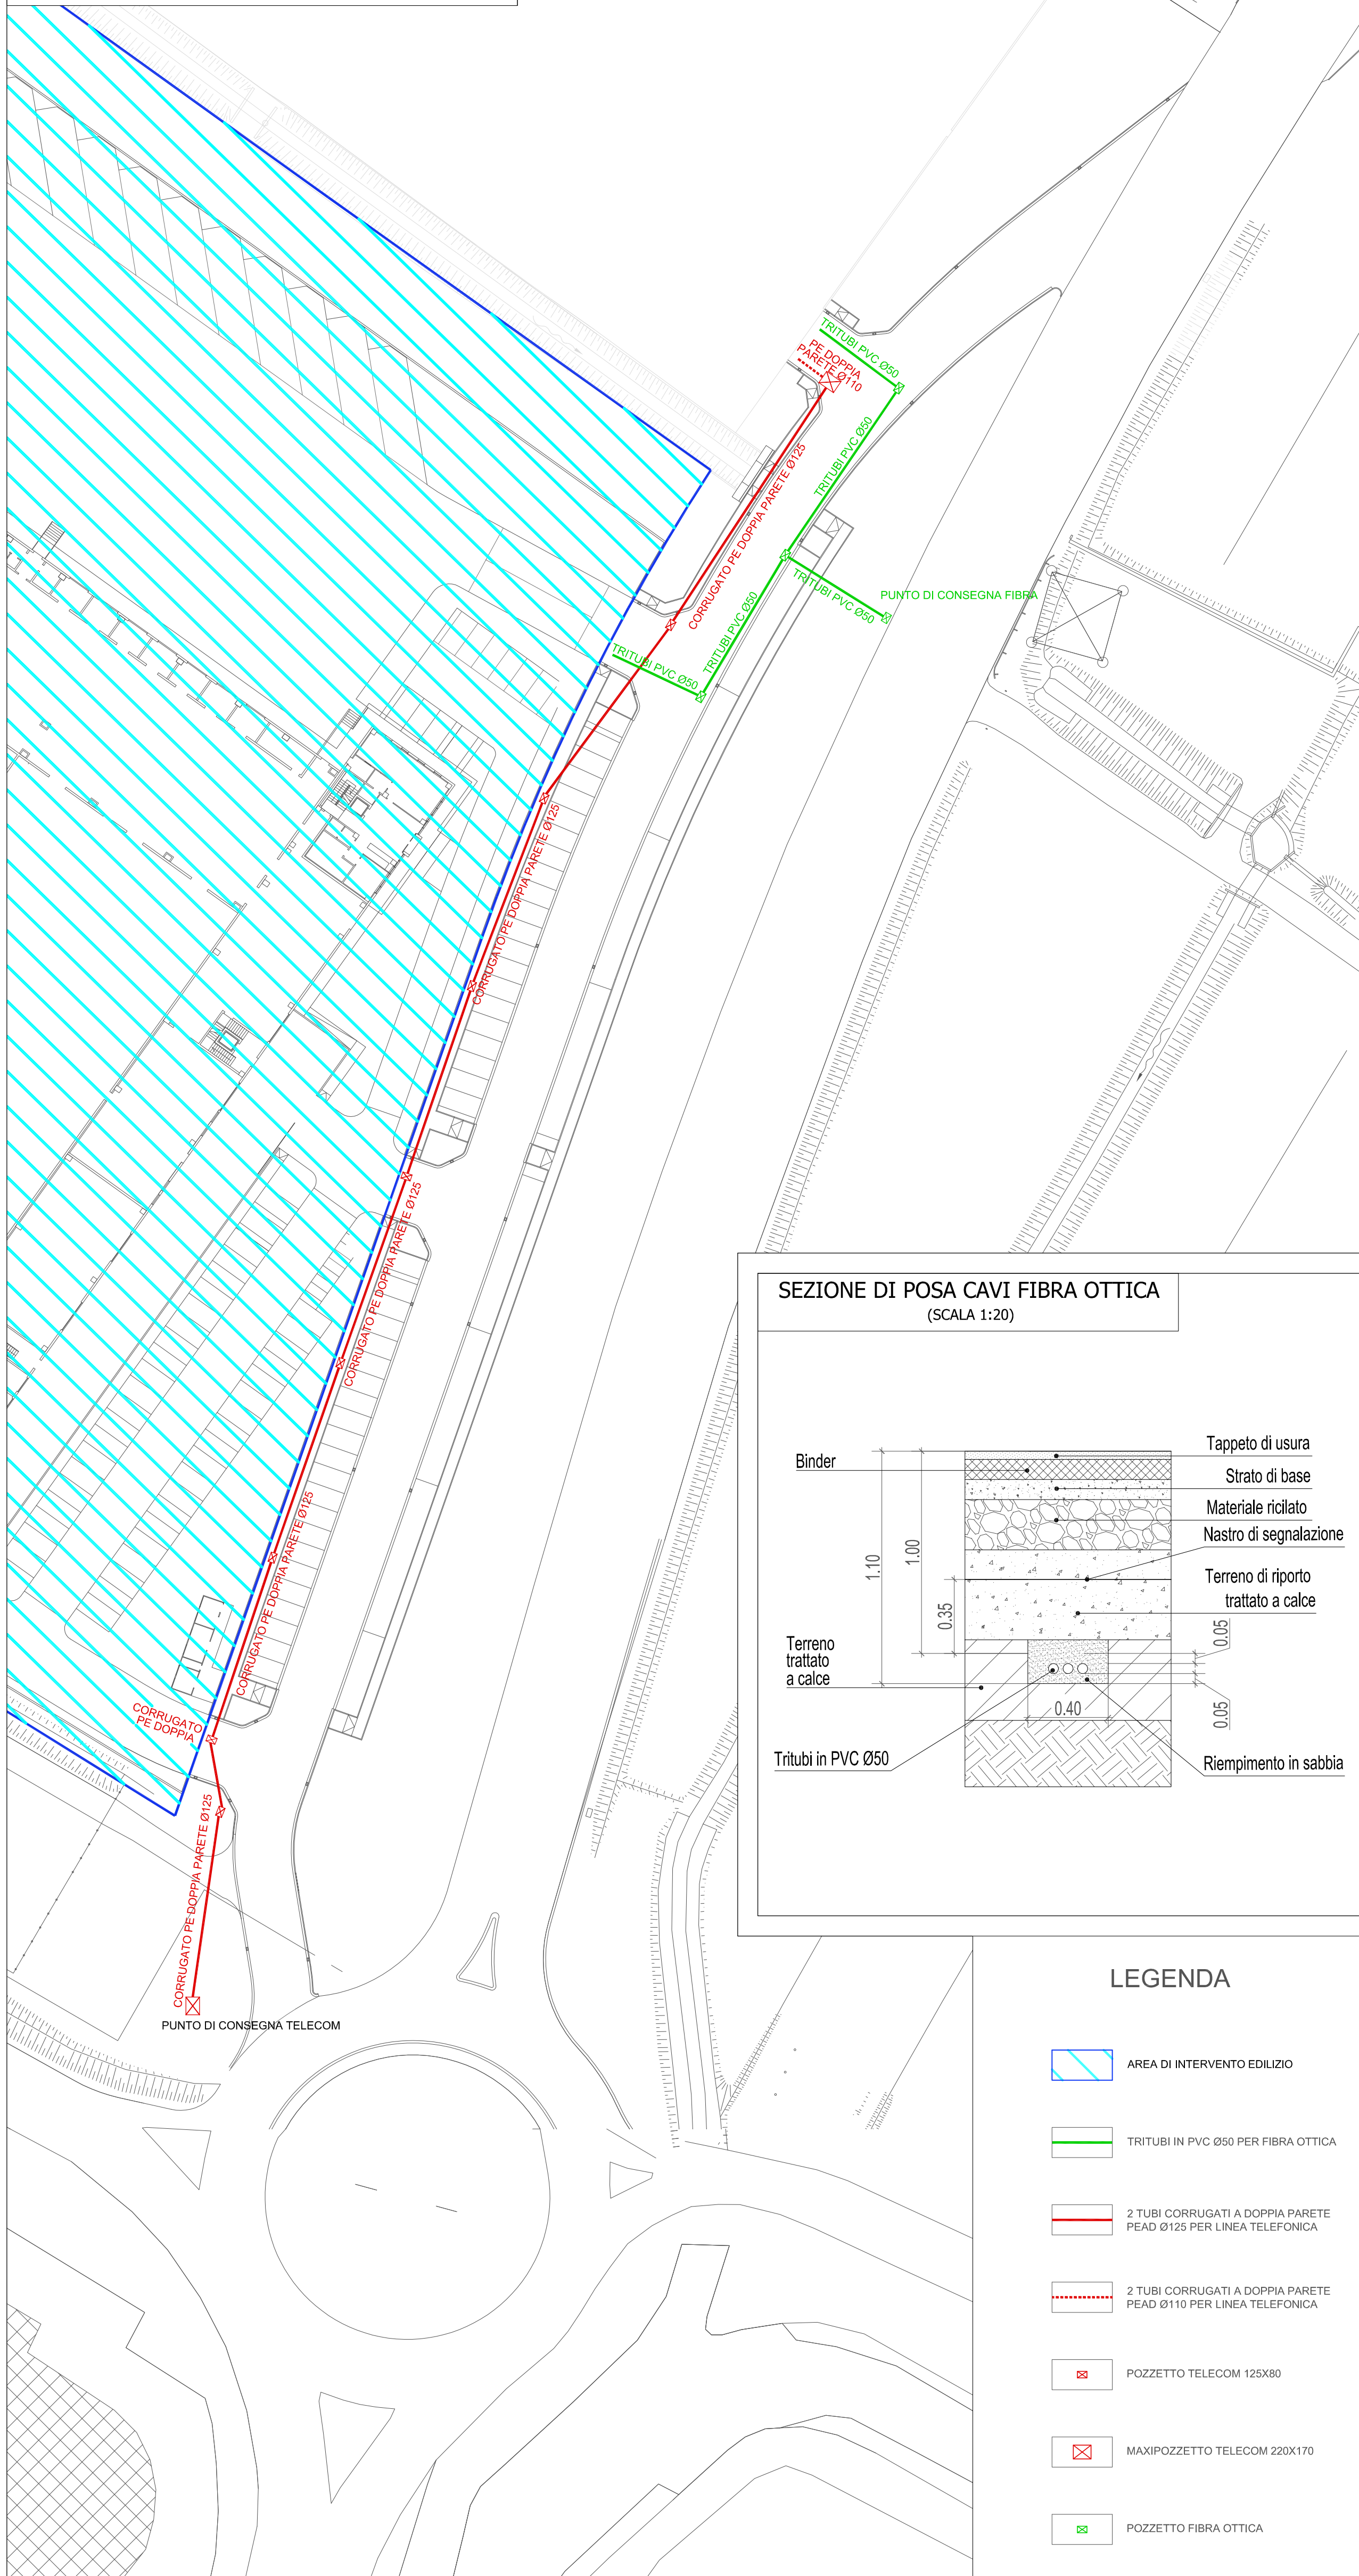 TRITUBI PVC Ø50
PE DOPPIA
PARETE Ø110
TRITUBI PVC Ø50
CORRUGATO PE DOPPIA PARETE Ø125
TRITUBI PVC Ø50
PUNTO DI CONSEGNA FIBRA
TRITUBI PVC Ø50
TRITUBI PVC Ø50
CORRUGATO PE DOPPIA PARETE Ø125
CORRUGATO PE DOPPIA PARETE Ø125
CORRUGATO PE DOPPIA PARETE Ø125
CORRUGATO
PE DOPPIA
CORRUGATO PE DOPPIA PARETE Ø125
PUNTO DI CONSEGNA TELECOM
SEZIONE DI POSA CAVI FIBRA OTTICA
(SCALA 1:20)
Binder
Tappeto di usura
Strato di base
Materiale ricilato
Nastro di segnalazione
1.10
1.00
0.35
Terreno di riporto
trattato a calce
0.05
Terreno
trattato
a calce
0.40
0.05
Tritubi in PVC Ø50
Riempimento in sabbia
LEGENDA
AREA DI INTERVENTO EDILIZIO
TRITUBI IN PVC Ø50 PER FIBRA OTTICA
2 TUBI CORRUGATI A DOPPIA PARETE
PEAD Ø125 PER LINEA TELEFONICA
2 TUBI CORRUGATI A DOPPIA PARETE
PEAD Ø110 PER LINEA TELEFONICA
POZZETTO TELECOM 125X80
MAXIPOZZETTO TELECOM 220X170
POZZETTO FIBRA OTTICA